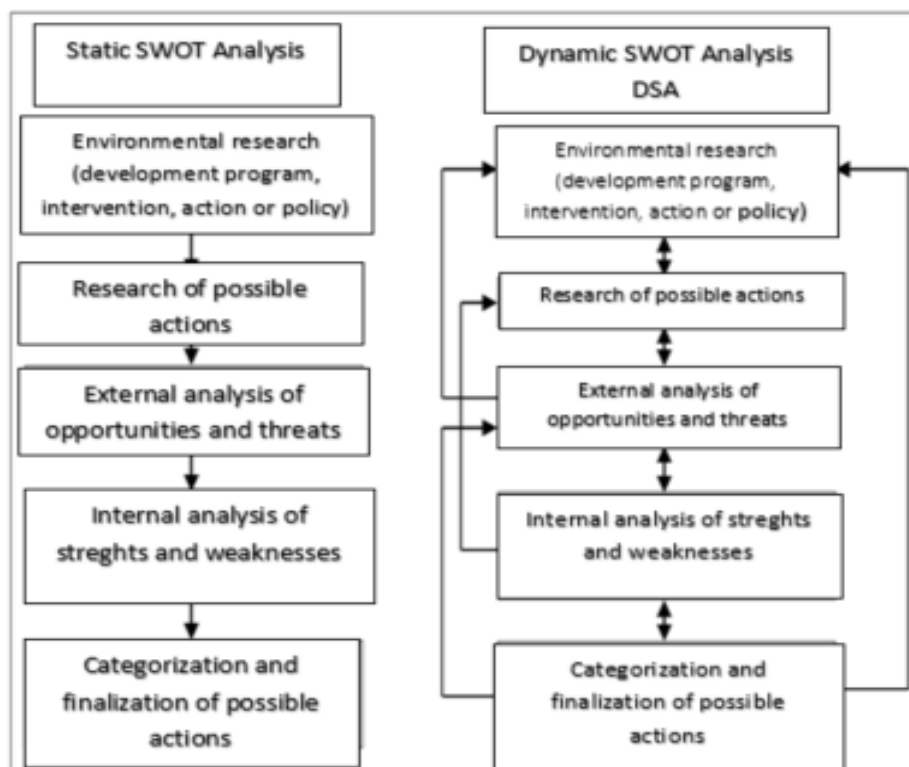 Static SWOT Analysis
Environmental research
(development program,
intervention, action or policy)
Research of possible
actions
External analysis of
opportunities and threats
Internal analysis of
streghts and weaknesses
Categorization and
finalization of possible
actions
Dynamic SWOT Analysis
DSA
Environmental research
(development program,
intervention, action or policy)
Research of possible actions
External analysis of
opportunities and threats
Internal analysis of streghts
and weaknesses
Categorization and
finalization of possible
actions